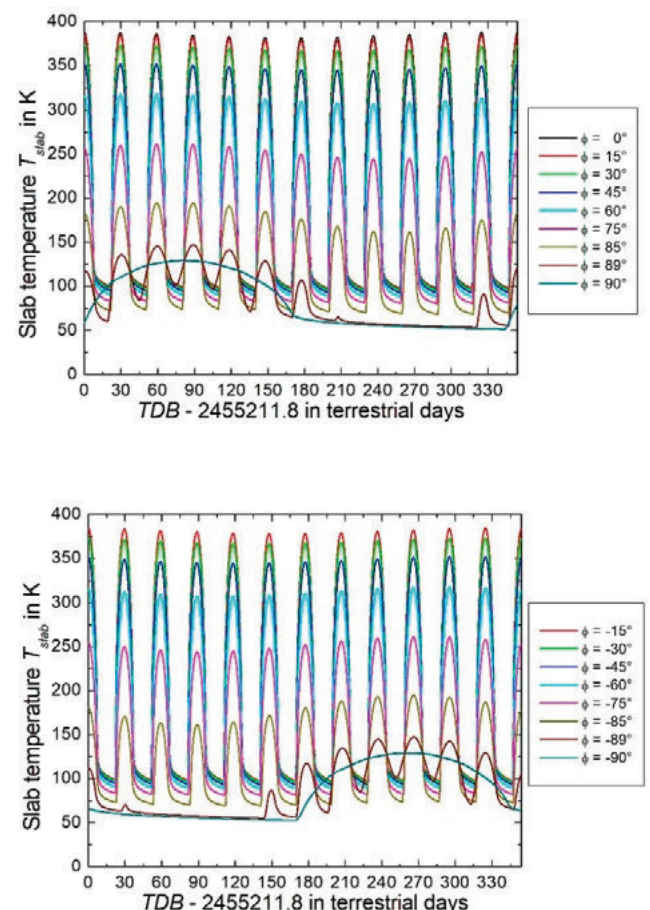 400
350
300
250
200
150
100
50
0
Slab temperature T_slab in K
0 30 60 90 120 150 180 210 240 270 300 330
TDB - 2455211.8 in terrestrial days
ϕ = 0°
ϕ = 15°
ϕ = 30°
ϕ = 45°
ϕ = 60°
ϕ = 75°
ϕ = 85°
ϕ = 89°
ϕ = 90°
400
350
300
250
200
150
100
50
0
Slab temperature T_slab in K
0 30 60 90 120 150 180 210 240 270 300 330
TDB - 2455211.8 in terrestrial days
ϕ = -15°
ϕ = -30°
ϕ = -45°
ϕ = -60°
ϕ = -75°
ϕ = -85°
ϕ = -89°
ϕ = -90°